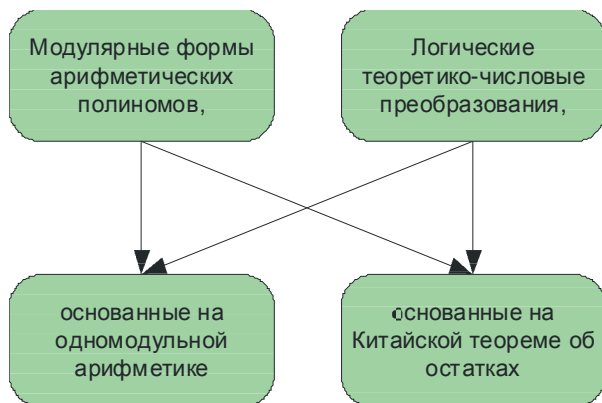 Модулярные формы
арифметических
полиномов,
Логические
теоретико-числовые
преобразования,
основанные на
одномодульной
арифметике
основанные на
Китайской теореме об
остатках